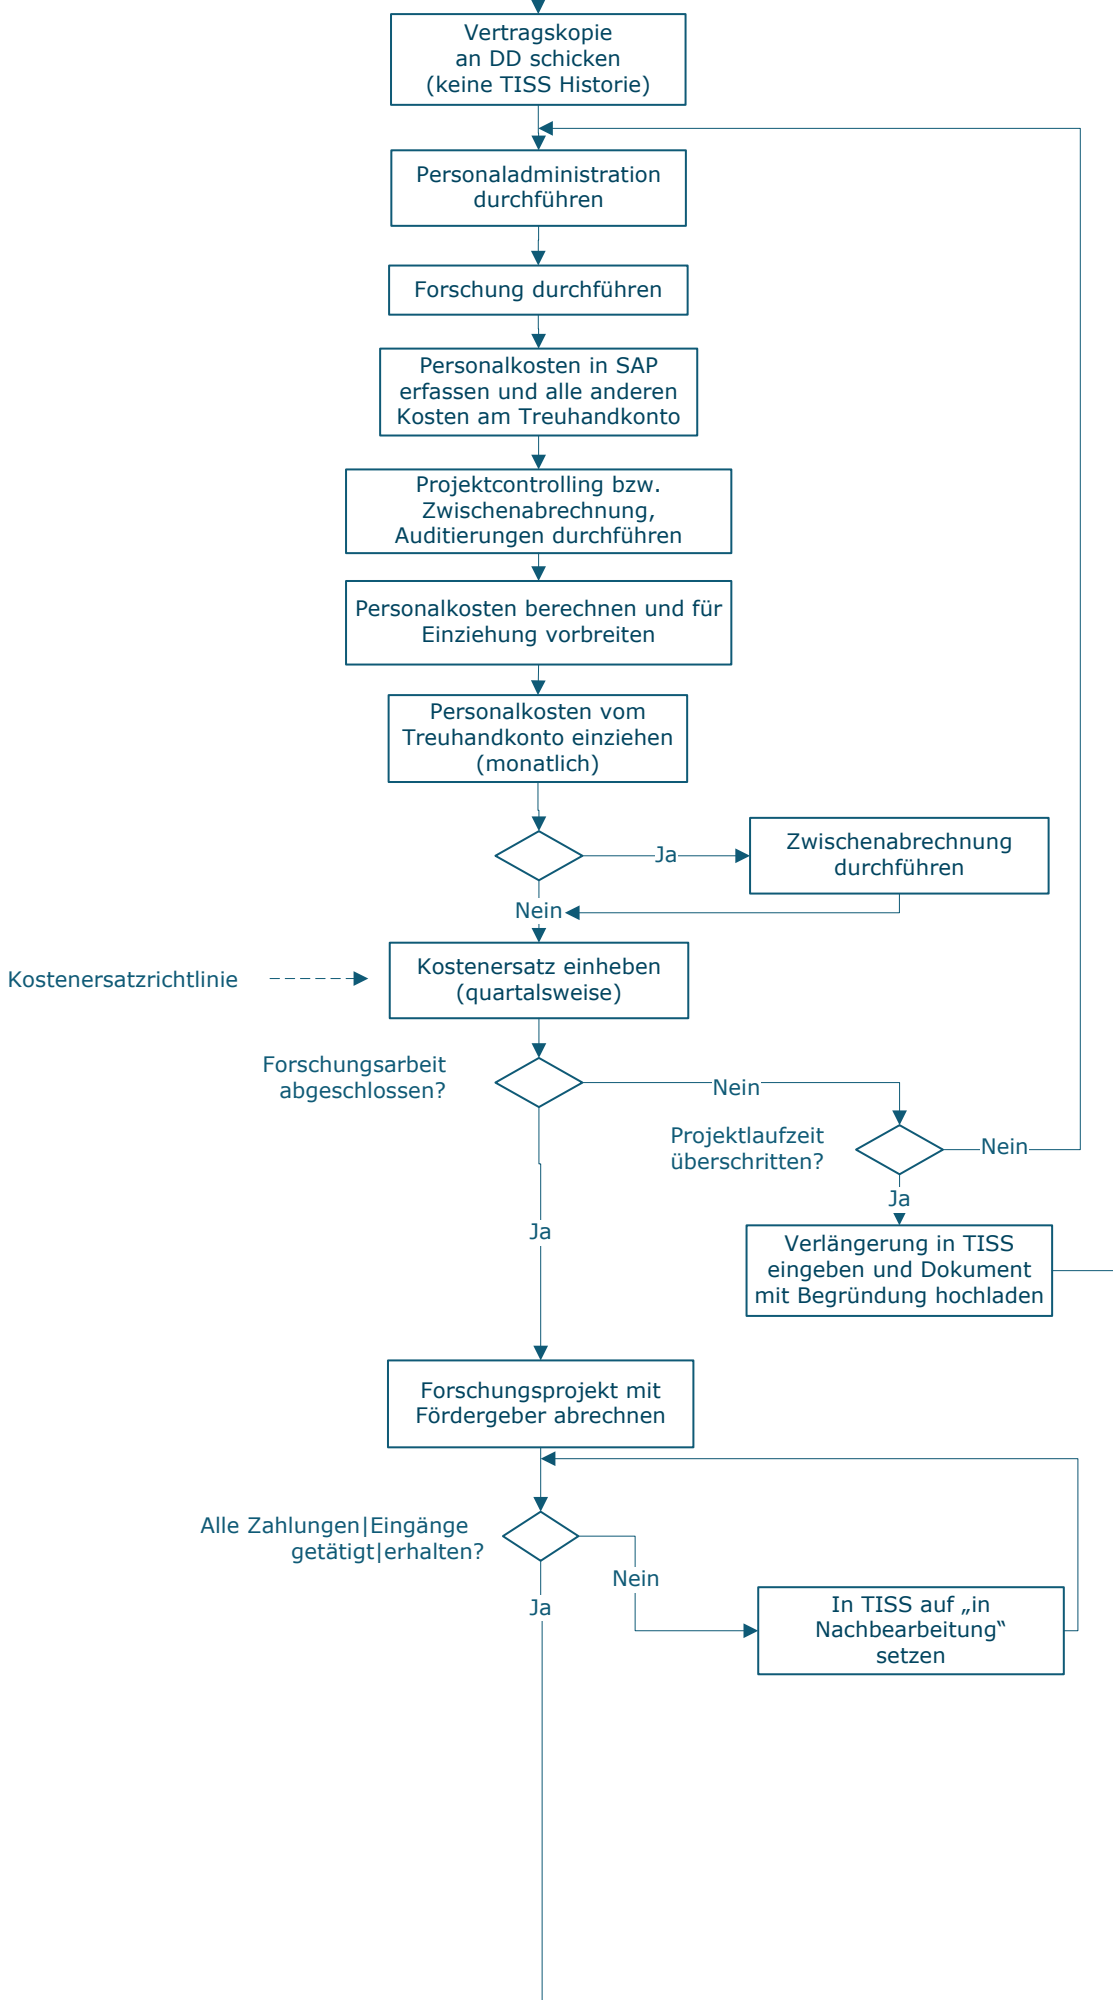 Vertragskopie
an DD schicken
(keine TISS Historie)
Personaladministration
durchführen
Forschung durchführen
Personalkosten in SAP
erfassen und alle anderen
Kosten am Treuhandkonto
Projektcontrolling bzw.
Zwischenabrechnung,
Auditierungen durchführen
Personalkosten berechnen und für
Einziehung vorbreiten
Personalkosten vom
Treuhandkonto einziehen
(monatlich)
Ja
Zwischenabrechnung
durchführen
Nein
Kostenersatzrichtlinie
Kostenersatz einheben
(quartalsweise)
Forschungsarbeit
abgeschlossen?
Nein
Projektlaufzeit
überschritten?
Nein
Ja
Ja
Verlängerung in TISS
eingeben und Dokument
mit Begründung hochladen
Forschungsprojekt mit
Fördergeber abrechnen
Alle Zahlungen|Eingänge
getätigt|erhalten?
Nein
Ja
In TISS auf „in
Nachbearbeitung“
setzen